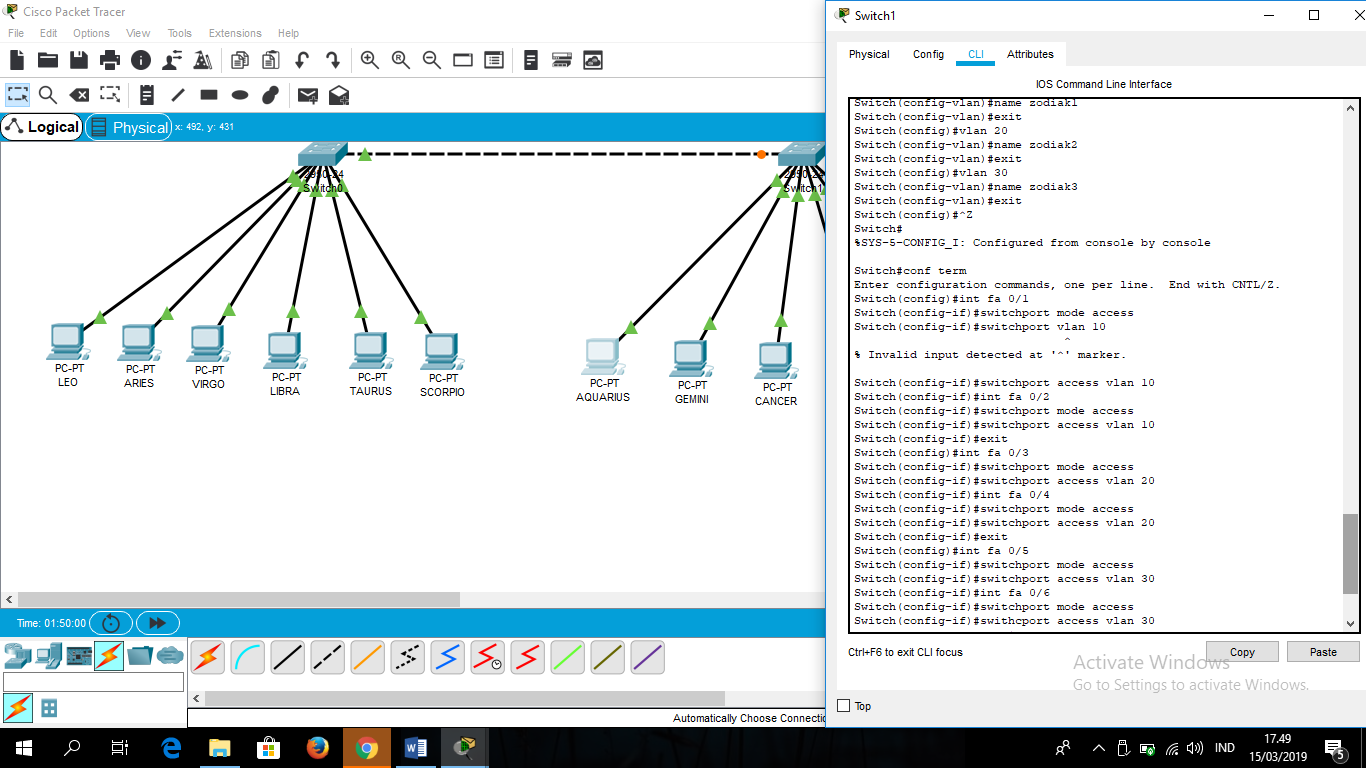 Cisco Packet Tracer
File Edit Options View Tools Extensions Help
Logical
Physical
x: 492, y: 431
2950-24
Switch0
2950-24
Switch1
PC-PT
LEO
PC-PT
ARIES
PC-PT
VIRGO
PC-PT
LIBRA
PC-PT
TAURUS
PC-PT
SCORPIO
PC-PT
AQUARIUS
PC-PT
GEMINI
PC-PT
CANCER
Time: 01:50:00
Automatically Choose Connectio
Switch1
Physical Config CLI Attributes
IOS Command Line Interface
Switch(config-vlan)#name zodiak1
Switch(config-vlan)#exit
Switch(config)#vlan 20
Switch(config-vlan)#name zodiak2
Switch(config-vlan)#exit
Switch(config)#vlan 30
Switch(config-vlan)#name zodiak3
Switch(config-vlan)#exit
Switch(config)#^Z
Switch#
%SYS-5-CONFIG_I: Configured from console by console
Switch#conf term
Enter configuration commands, one per line. End with CNTL/Z.
Switch(config)#int fa 0/1
Switch(config-if)#switchport mode access
Switch(config-if)#switchport vlan 10
^
% Invalid input detected at '^' marker.
Switch(config-if)#switchport access vlan 10
Switch(config-if)#int fa 0/2
Switch(config-if)#switchport mode access
Switch(config-if)#switchport access vlan 10
Switch(config-if)#exit
Switch(config)#int fa 0/3
Switch(config-if)#switchport mode access
Switch(config-if)#switchport access vlan 20
Switch(config-if)#int fa 0/4
Switch(config-if)#switchport mode access
Switch(config-if)#switchport access vlan 20
Switch(config-if)#exit
Switch(config)#int fa 0/5
Switch(config-if)#switchport mode access
Switch(config-if)#switchport access vlan 30
Switch(config-if)#int fa 0/6
Switch(config-if)#switchport mode access
Switch(config-if)#swithcport access vlan 30
Ctrl+F6 to exit CLI focus
Copy
Paste
Activate Windows
Go to Settings to activate Windows.
Top
IND
17.49
15/03/2019
5